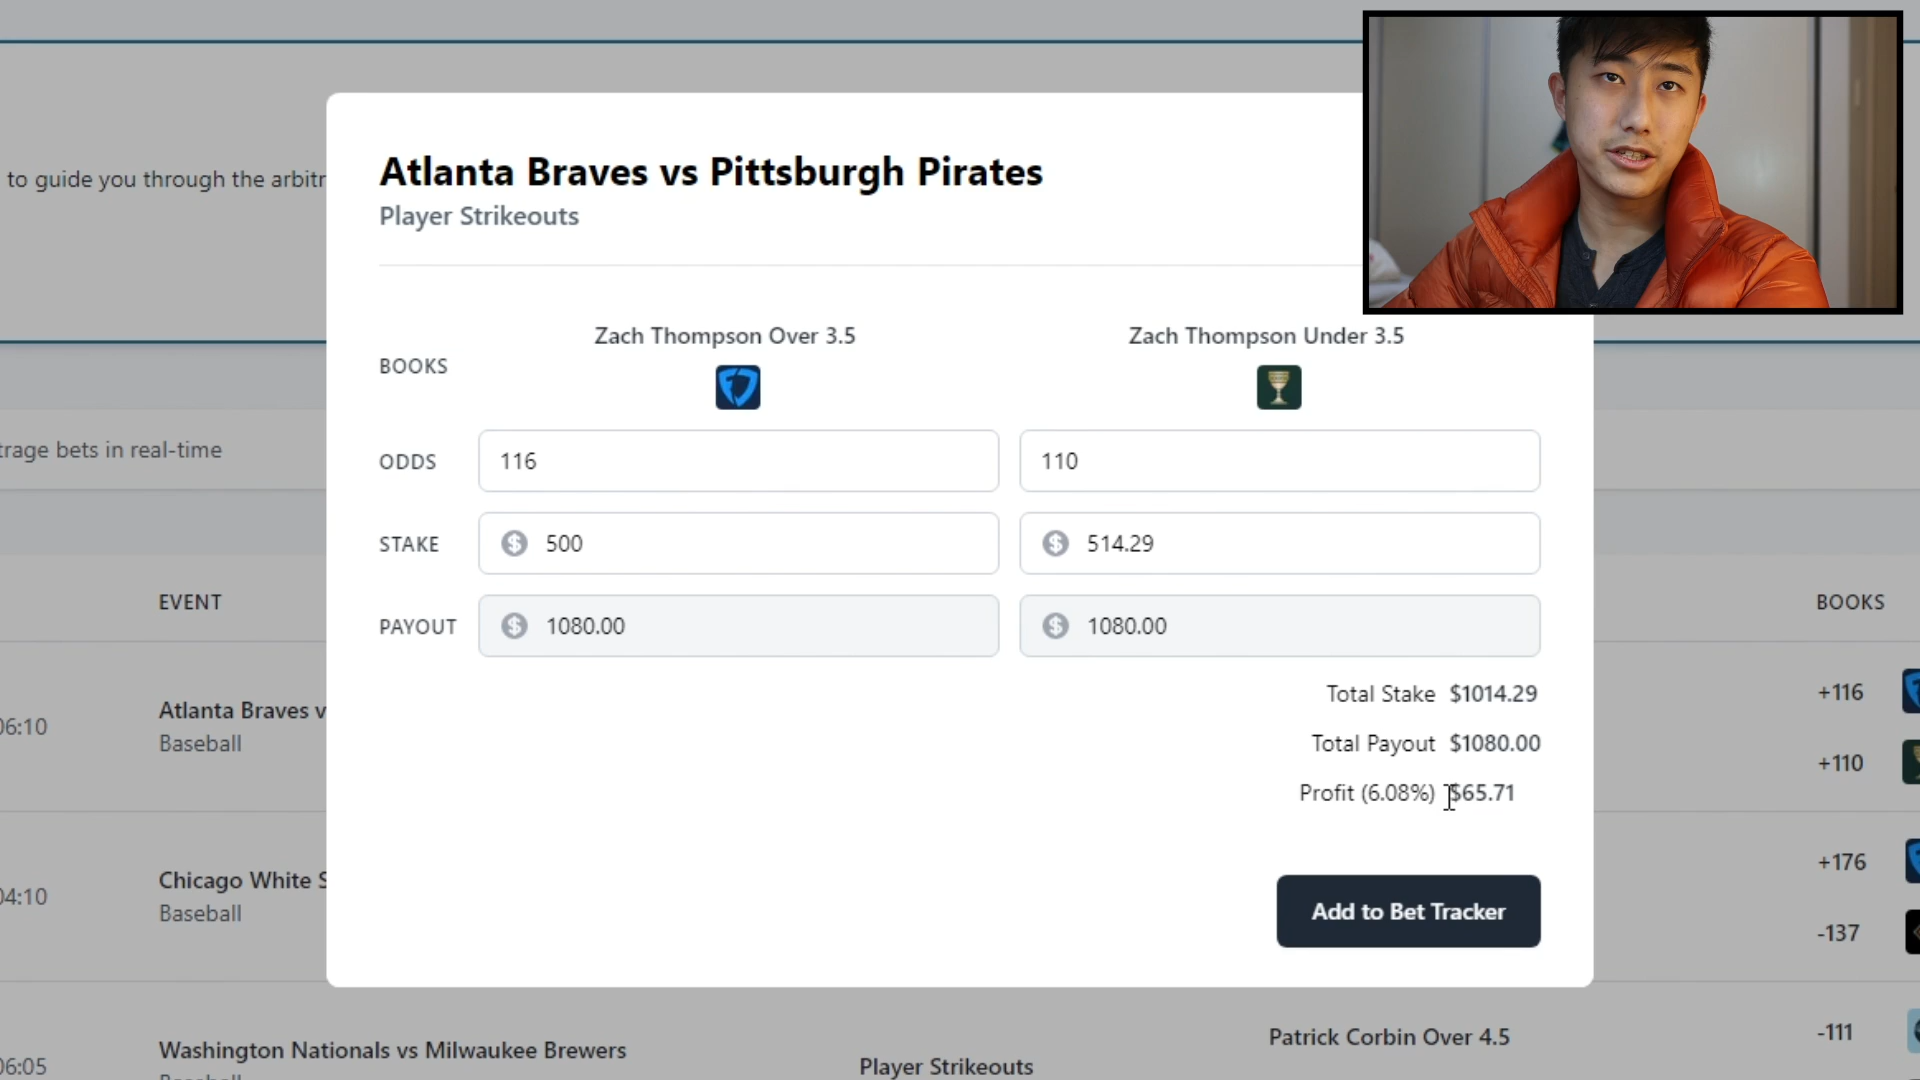 to guide you through the arbitr
trage bets in real-time
Atlanta Braves vs Pittsburgh Pirates
Player Strikeouts
BOOKS
Zach Thompson Over 3.5
Zach Thompson Under 3.5
ODDS
116
110
STAKE
$ 500
$ 514.29
PAYOUT
$ 1080.00
$ 1080.00
Total Stake $1014.29
Total Payout $1080.00
Profit (6.08%) $65.71
Add to Bet Tracker
EVENT
BOOKS
06:10
Atlanta Braves v
Baseball
+116
+110
04:10
Chicago White S
Baseball
+176
-137
06:05
Washington Nationals vs Milwaukee Brewers
Player Strikeouts
Patrick Corbin Over 4.5
-111